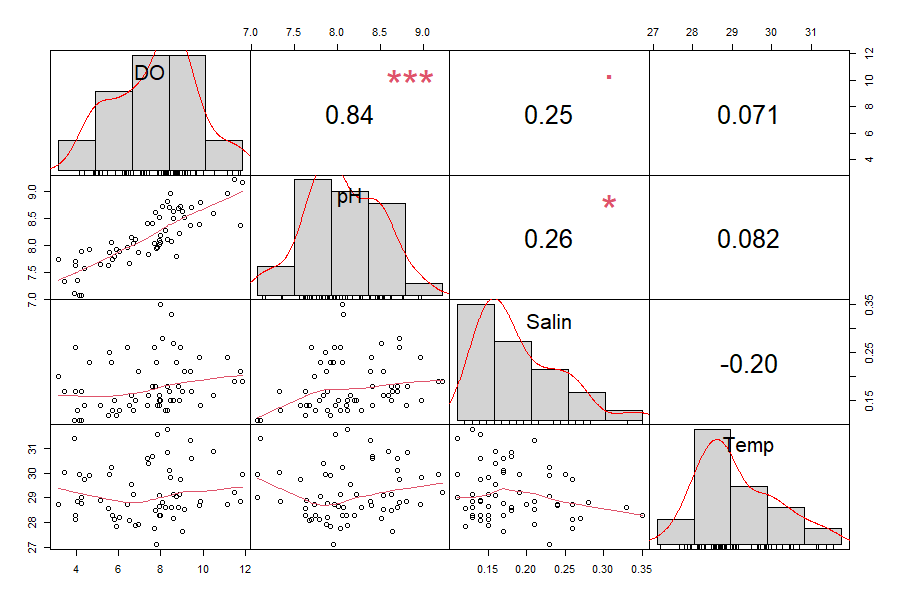 7.0 7.5 8.0 8.5 9.0 27 28 29 30 31
DO *** . 4 6 8 10 12
0.84 0.25 0.071
7.0 7.5 8.0 8.5 9.0 pH *
0.26 0.082
7. Salin 0.15 0.25 0.35
-0.20
27 28 29 30 31 Temp
4 6 8 10 12 0.15 0.20 0.25 0.30 0.35